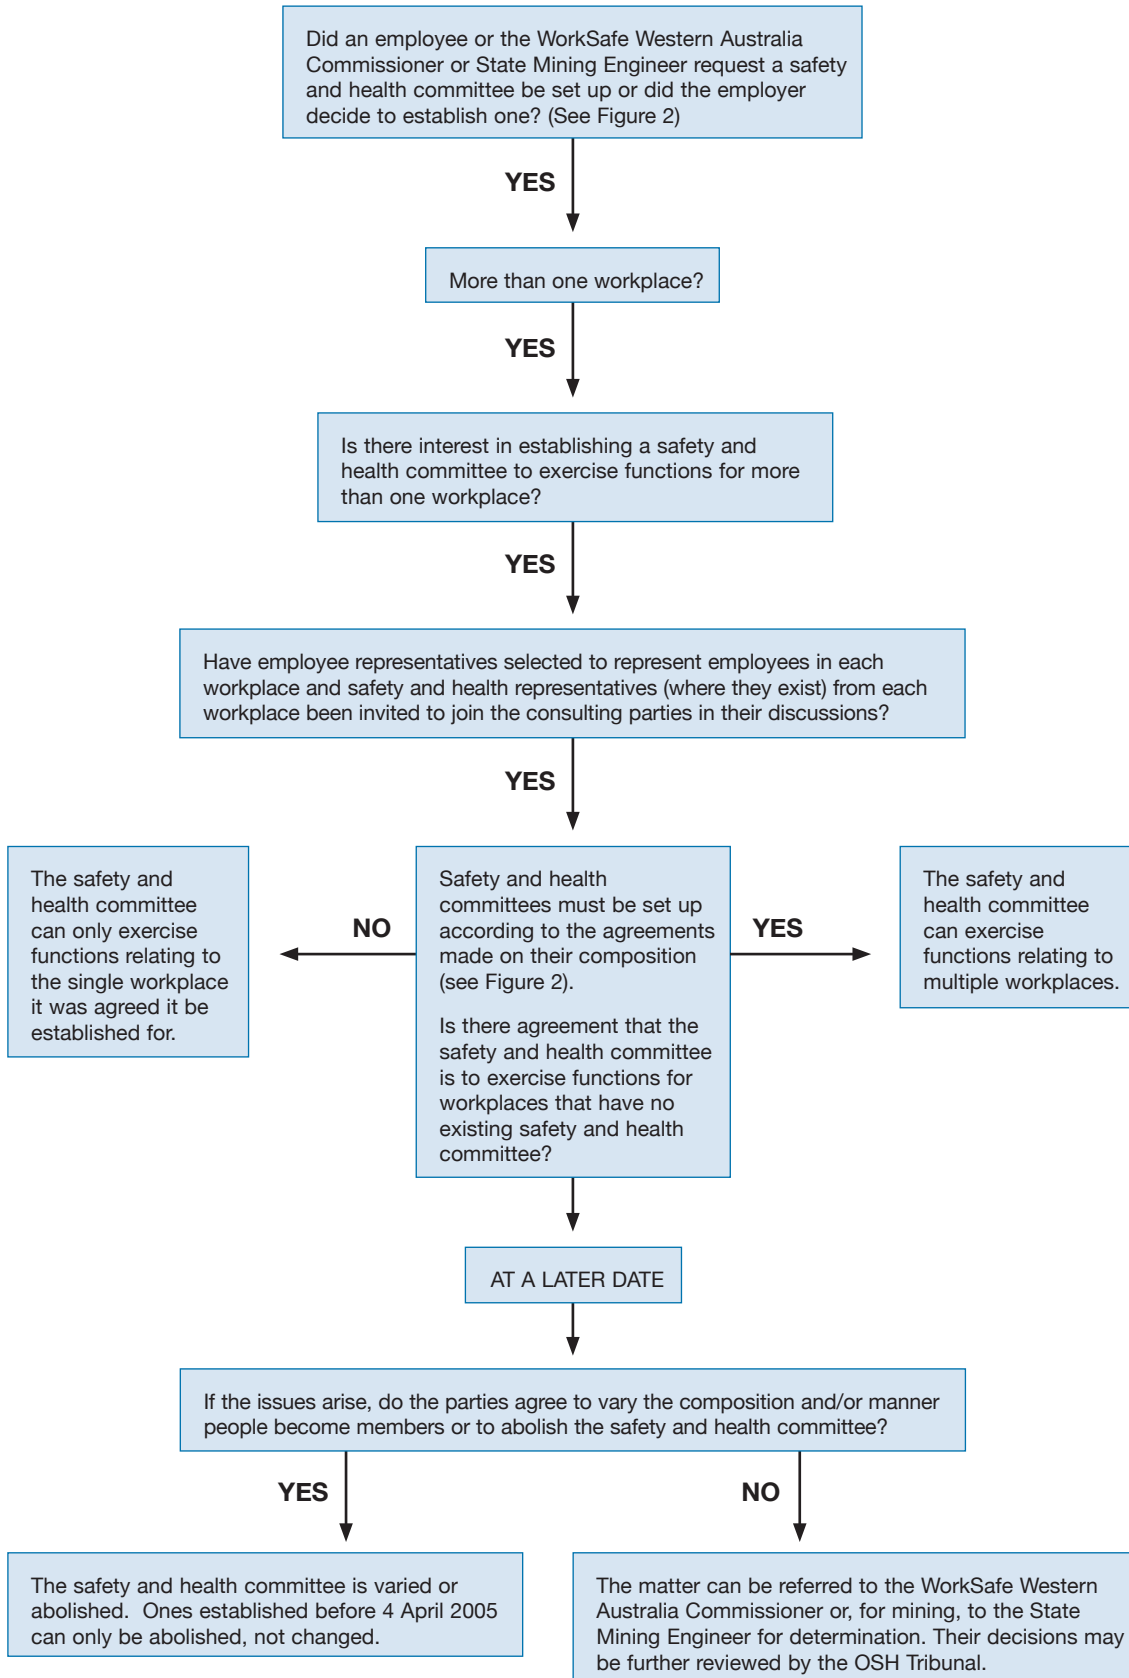 Did an employee or the WorkSafe Western Australia
Commissioner or State Mining Engineer request a safety
and health committee be set up or did the employer
decide to establish one? (See Figure 2)
YES
More than one workplace?
YES
Is there interest in establishing a safety and
health committee to exercise functions for more
than one workplace?
YES
Have employee representatives selected to represent employees in each
workplace and safety and health representatives (where they exist) from each
workplace been invited to join the consulting parties in their discussions?
YES
The safety and
health committee
can only exercise
functions relating to
the single workplace
it was agreed it be
established for.
NO
Safety and health
committees must be set up
according to the agreements
made on their composition
(see Figure 2).
Is there agreement that the
safety and health committee
is to exercise functions for
workplaces that have no
existing safety and health
committee?
YES
The safety and
health committee
can exercise
functions relating to
multiple workplaces.
AT A LATER DATE
If the issues arise, do the parties agree to vary the composition and/or manner
people become members or to abolish the safety and health committee?
YES
NO
The safety and health committee is varied or
abolished.  Ones established before 4 April 2005
can only be abolished, not changed.
The matter can be referred to the WorkSafe Western
Australia Commissioner or, for mining, to the State
Mining Engineer for determination. Their decisions may
be further reviewed by the OSH Tribunal.